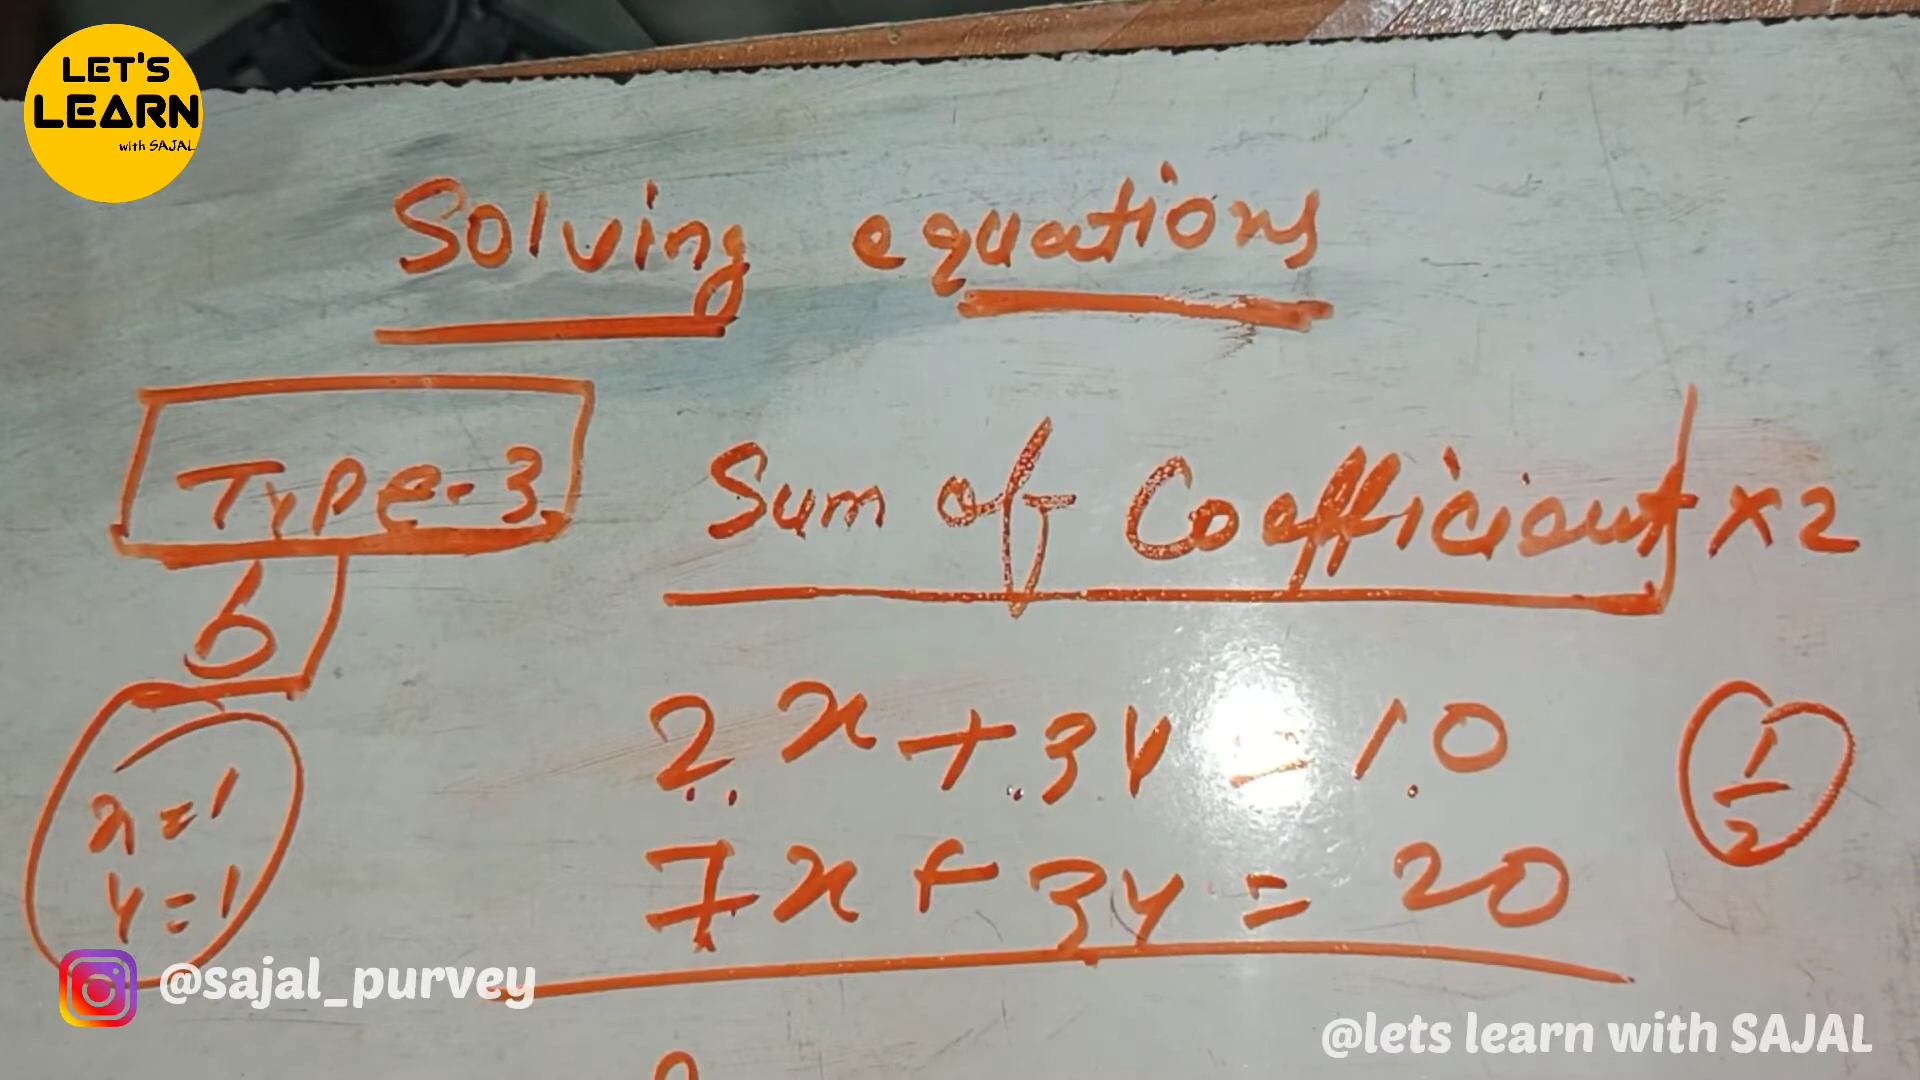 LET'S
LEARN
with SAJAL
Solving equations
Type-3
Sum of Coefficient ×2
6
2x+3y=10
1/2
x=1
y=1
7x+3y=20
@sajal_purvey
@lets learn with SAJAL